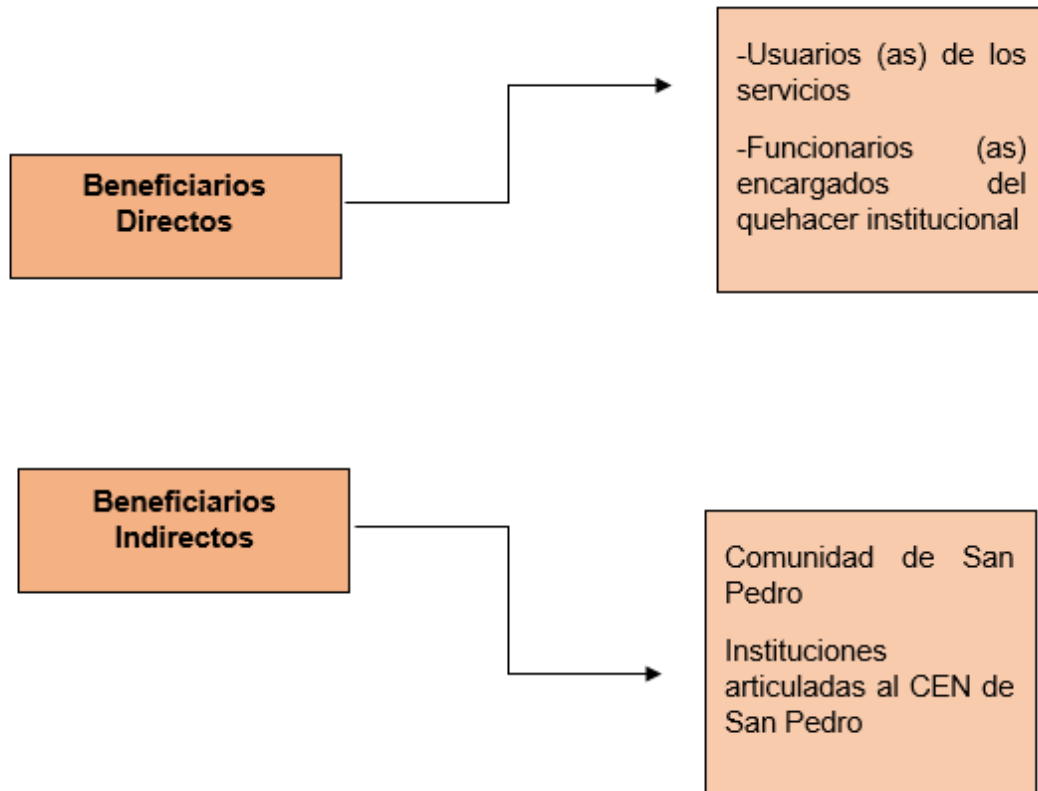 Beneficiarios
Directos
-Usuarios (as) de los
servicios
-Funcionarios (as)
encargados del
quehacer institucional
Beneficiarios
Indirectos
Comunidad de San
Pedro
Instituciones
articuladas al CEN de
San Pedro